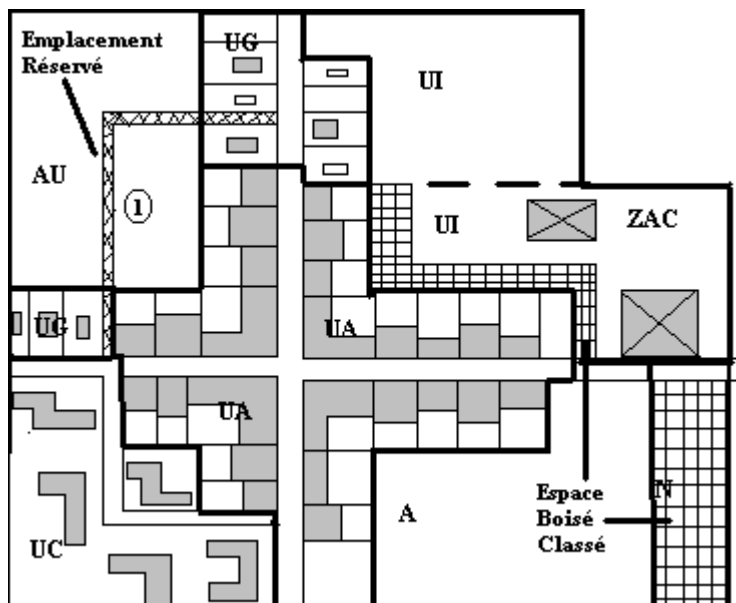 Emplacement
Réservé
UG
UI
AU
1
UI
ZAC
UG
UA
UA
Espace
Boisé
Classé
N
A
UC